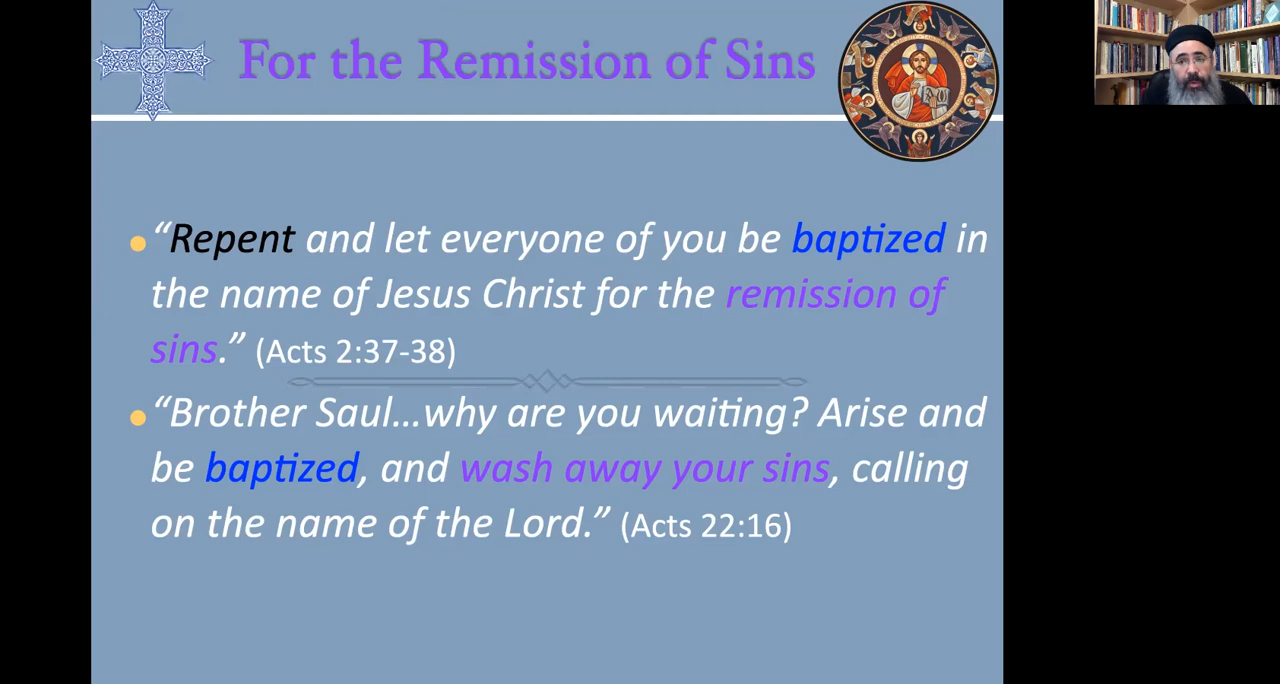 For the Remission of Sins
“Repent and let everyone of you be baptized in
the name of Jesus Christ for the remission of
sins.” (Acts 2:37-38)
“Brother Saul…why are you waiting? Arise and
be baptized, and wash away your sins, calling
on the name of the Lord.” (Acts 22:16)